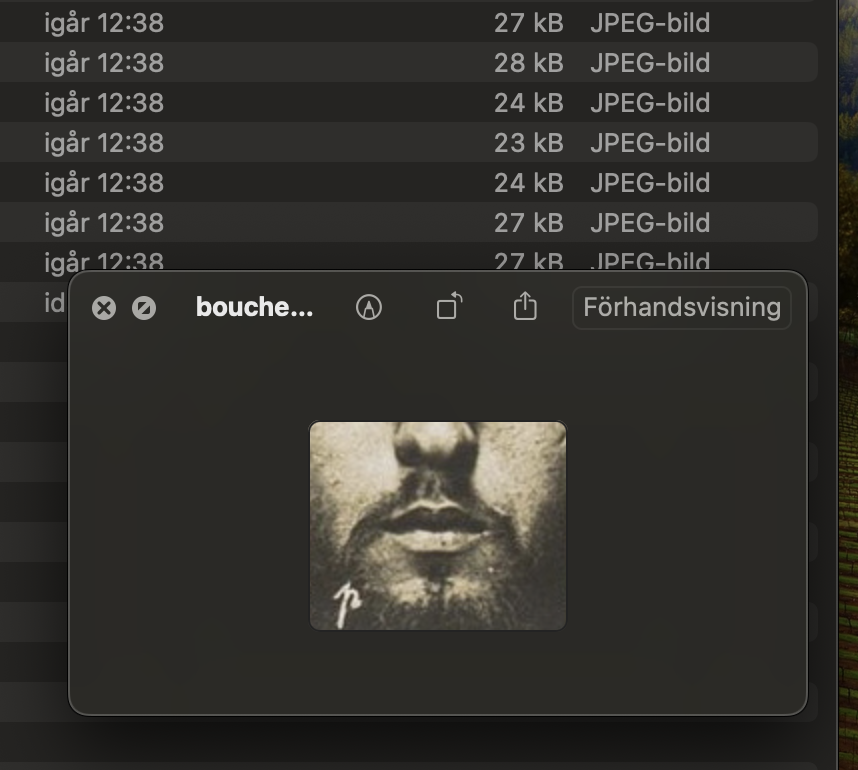 igår 12:38 27 kB JPEG-bild
igår 12:38 28 kB JPEG-bild
igår 12:38 24 kB JPEG-bild
igår 12:38 23 kB JPEG-bild
igår 12:38 24 kB JPEG-bild
igår 12:38 27 kB JPEG-bild
igår 12:38 27 kB JPEG-bild
id
bouche... Förhandsvisning
p